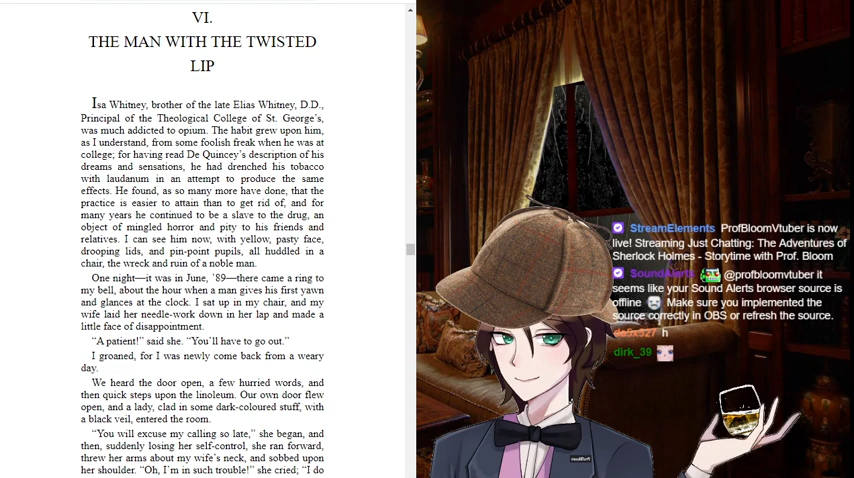 VI.
THE MAN WITH THE TWISTED
LIP
Isa Whitney, brother of the late Elias Whitney, D.D.,
Principal of the Theological College of St. George’s,
was much addicted to opium. The habit grew upon him,
as I understand, from some foolish freak when he was at
college; for having read De Quincey’s description of his
dreams and sensations, he had drenched his tobacco
with laudanum in an attempt to produce the same
effects. He found, as so many more have done, that the
practice is easier to attain than to get rid of, and for
many years he continued to be a slave to the drug, an
object of mingled horror and pity to his friends and
relatives. I can see him now, with yellow, pasty face,
drooping lids, and pin-point pupils, all huddled in a
chair, the wreck and ruin of a noble man.
One night—it was in June, ’89—there came a ring to
my bell, about the hour when a man gives his first yawn
and glances at the clock. I sat up in my chair, and my
wife laid her needle-work down in her lap and made a
little face of disappointment.
“A patient!” said she. “You’ll have to go out.”
I groaned, for I was newly come back from a weary
day.
We heard the door open, a few hurried words, and
then quick steps upon the linoleum. Our own door flew
open, and a lady, clad in some dark-coloured stuff, with
a black veil, entered the room.
“You will excuse my calling so late,” she began, and
then, suddenly losing her self-control, she ran forward,
threw her arms about my wife’s neck, and sobbed upon
her shoulder. “Oh, I’m in such trouble!” she cried; “I do
StreamElements ProfBloomVtuber is now
live! Streaming Just Chatting: The Adventures of
Sherlock Holmes - Storytime with Prof. Bloom
SoundAlerts @profbloomvtuber it
seems like your Sound Alerts browser source is
offline Make sure you implemented the
source correctly in OBS or refresh the source.
h
dirk_39